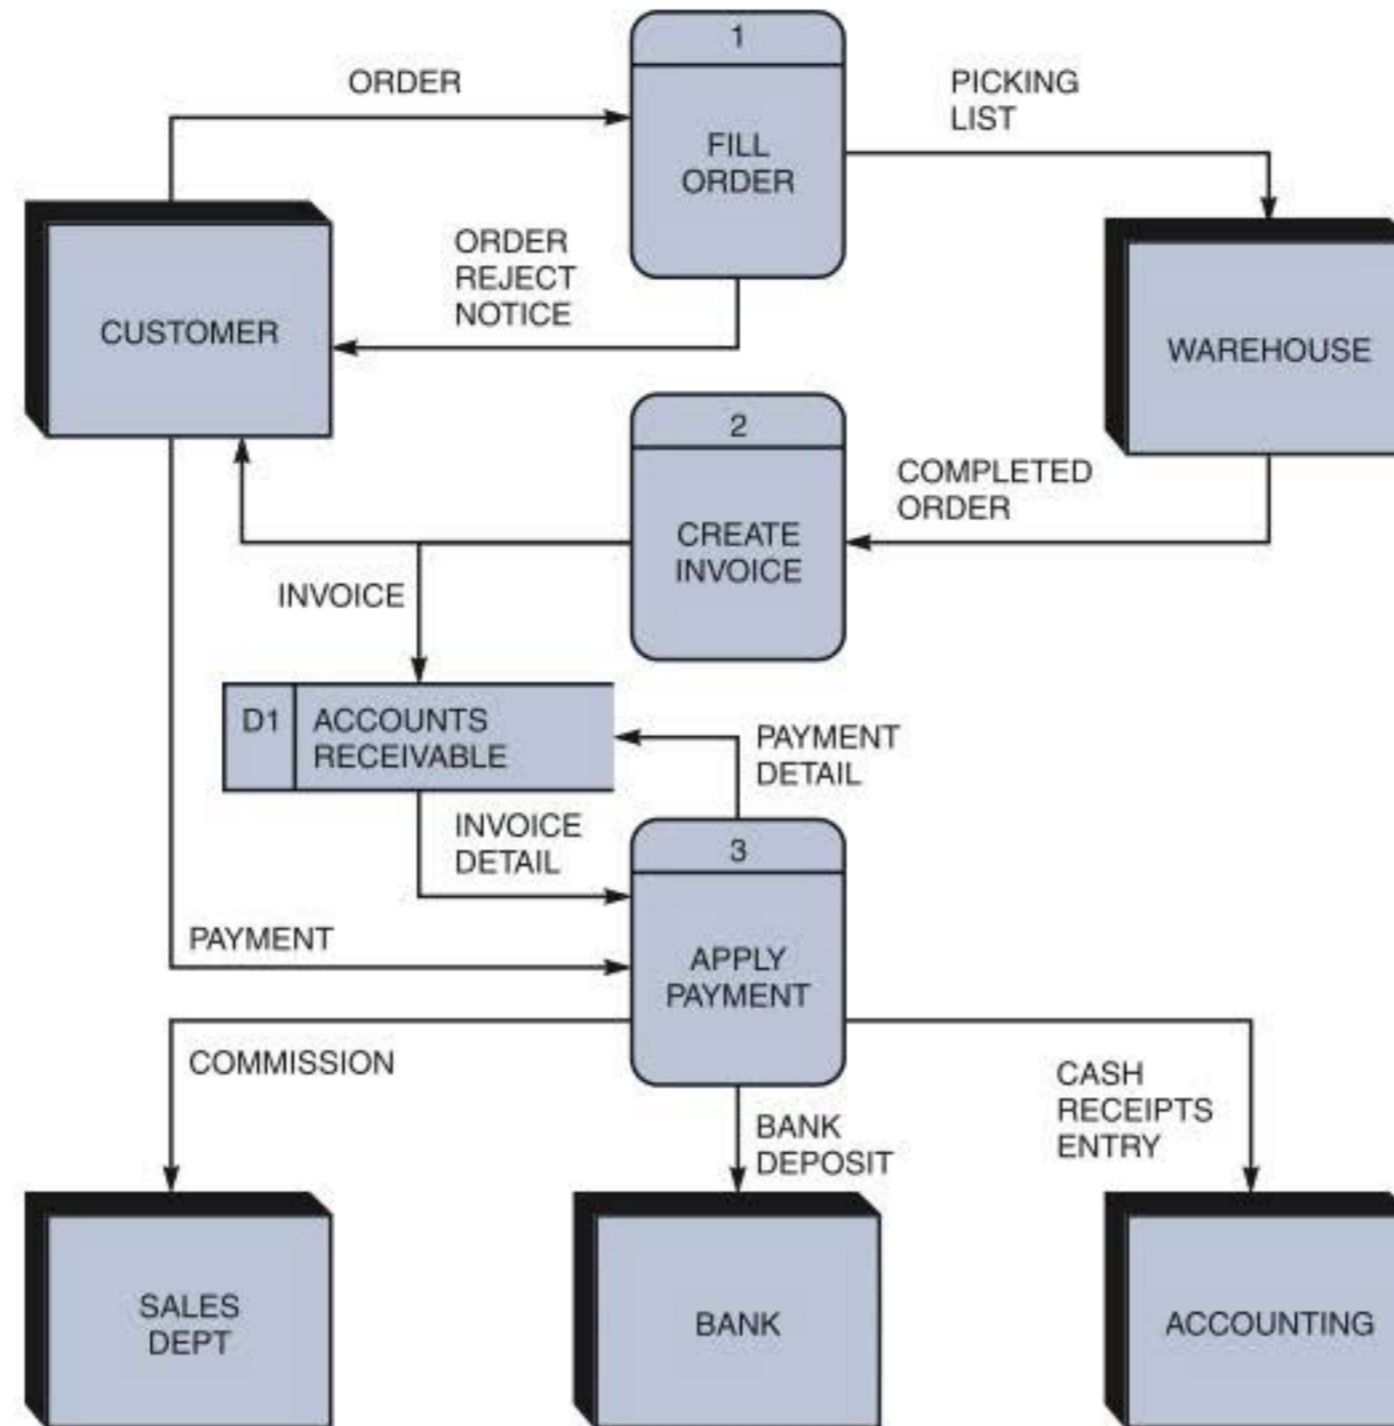 1
ORDER
PICKING
LIST
FILL
ORDER
ORDER
REJECT
NOTICE
CUSTOMER
WAREHOUSE
2
COMPLETED
ORDER
CREATE
INVOICE
INVOICE
D1
ACCOUNTS
RECEIVABLE
PAYMENT
DETAIL
INVOICE
DETAIL
3
PAYMENT
APPLY
PAYMENT
COMMISSION
CASH
RECEIPTS
ENTRY
BANK
DEPOSIT
SALES
DEPT
BANK
ACCOUNTING